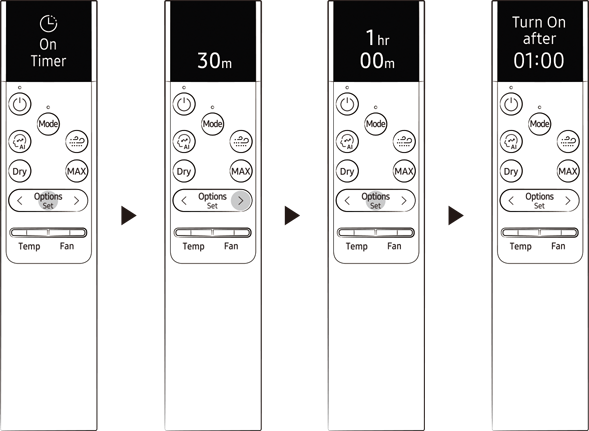 On
Timer
Mode
AI
Dry
MAX
Options
Set
Temp Fan
30m
Mode
AI
Dry
MAX
Options
Set
Temp Fan
1hr
00m
Mode
AI
Dry
MAX
Options
Set
Temp Fan
Turn On
after
01:00
Mode
AI
Dry
MAX
Options
Set
Temp Fan